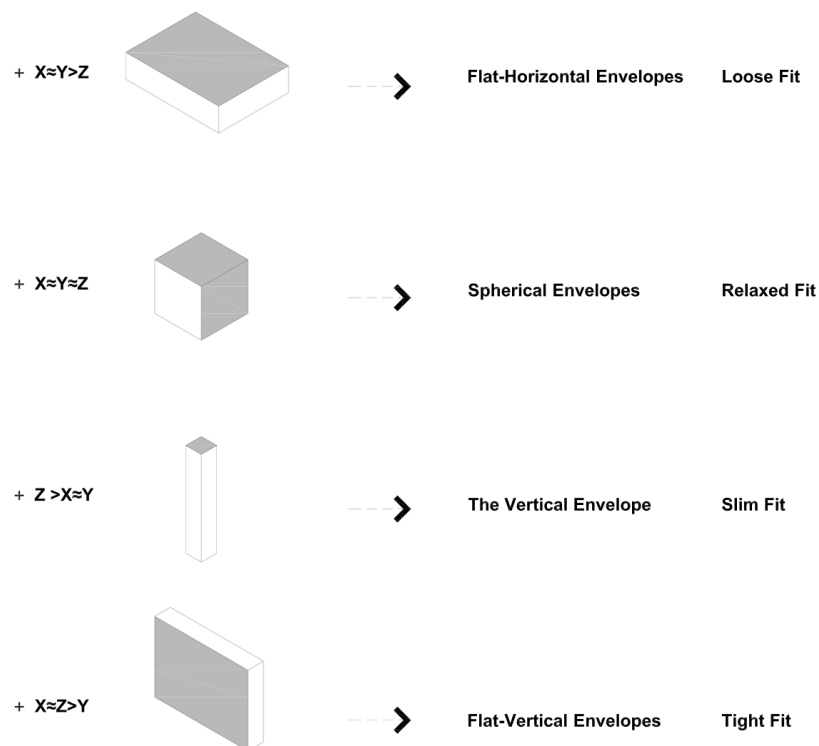 + X≈Y>Z Flat-Horizontal Envelopes Loose Fit
+ X≈Y≈Z Spherical Envelopes Relaxed Fit
+ Z >X≈Y The Vertical Envelope Slim Fit
+ X≈Z>Y Flat-Vertical Envelopes Tight Fit